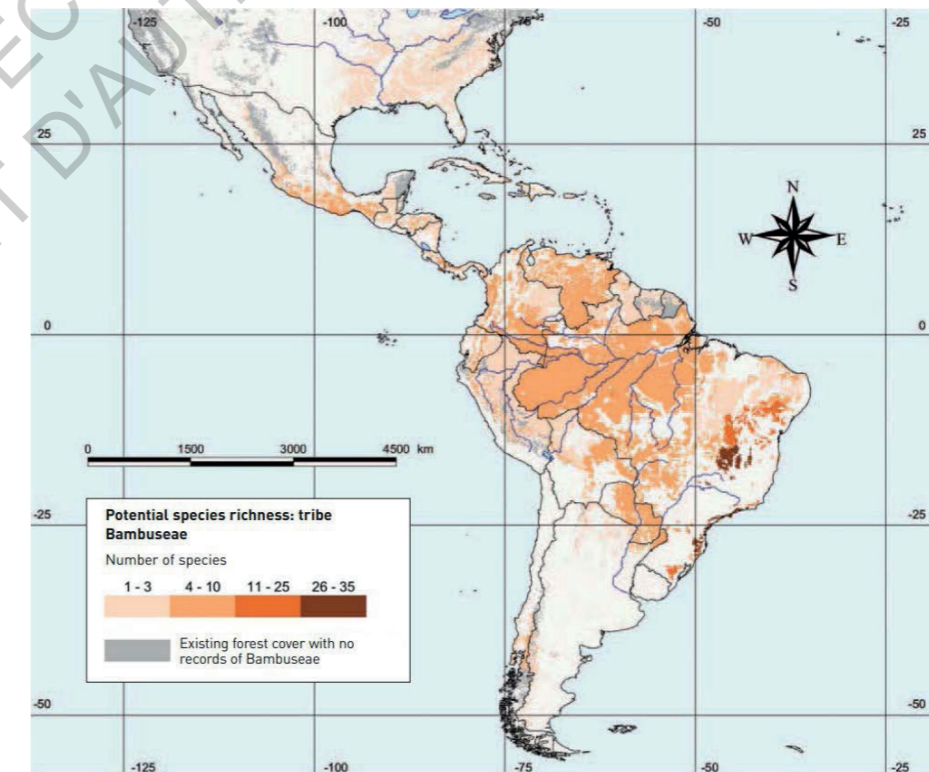 -125 -100 -75 -50 -25
25 25
N
W E
S
0 0
0 1500 3000 4500 km
-25 -25
Potential species richness: tribe
Bambuseae
Number of species
1 - 3 4 - 10 11 - 25 26 - 35
Existing forest cover with no
records of Bambuseae
-50 -50
-125 -100 -75 -50 -25
T D'AUT